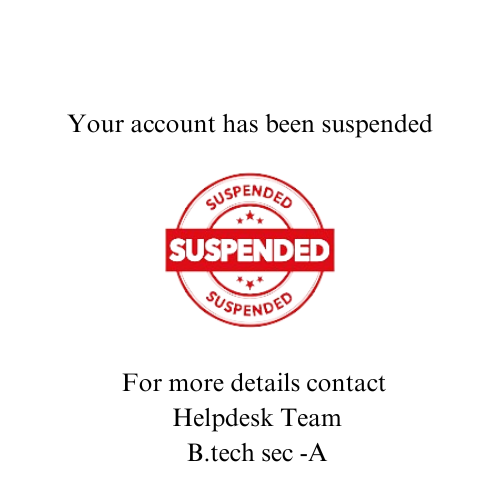 Your account has been suspended
SUSPENDED
SUSPENDED
SUSPENDED
For more details contact
Helpdesk Team
B.tech sec -A